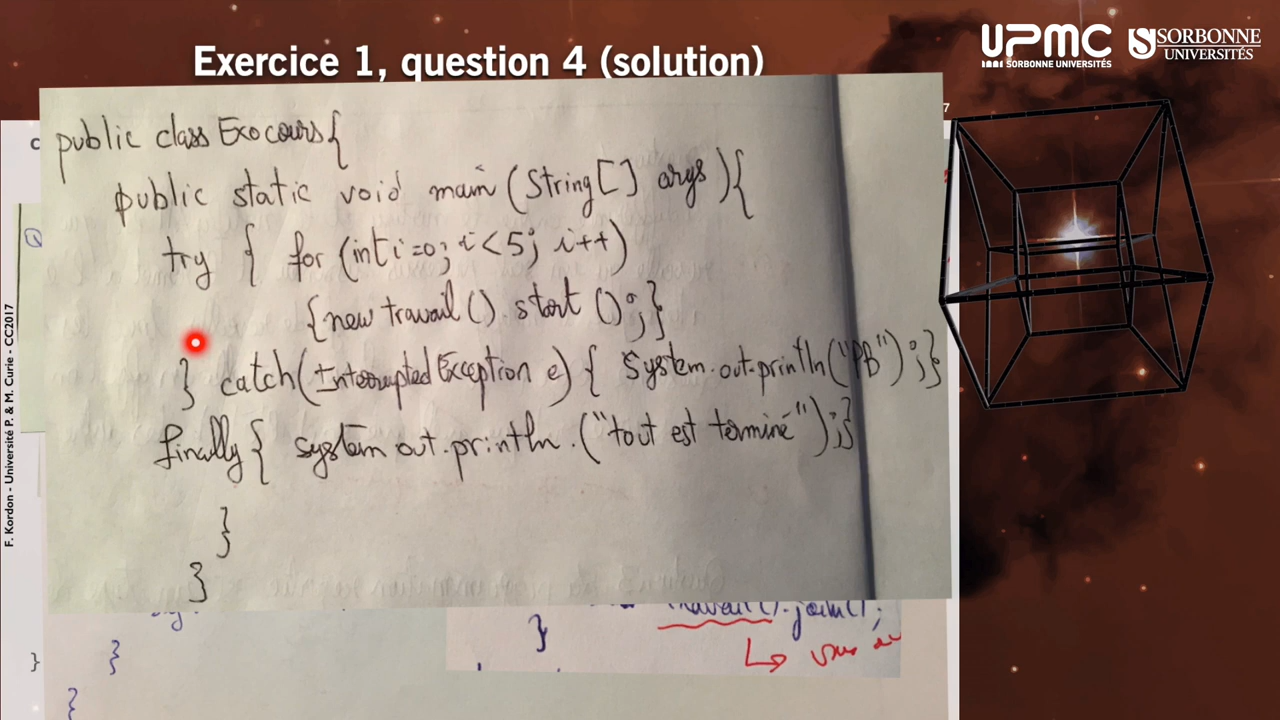 Exercice 1, question 4 (solution)
UPMC
SORBONNE UNIVERSITÉS
SORBONNE
UNIVERSITÉS
7
c
Q
F. Kordon - Université P. & M. Curie - CC2017
public class Exocours{
public static void main (String[] args){
try { for (int i=0; i<5; i++)
{new travail().start();}
} catch(InterruptedException e) { System.out.println("PB");}
finally{ system out.println.("tout est terminé");}
}
}
travail().join();
}
}
}
}